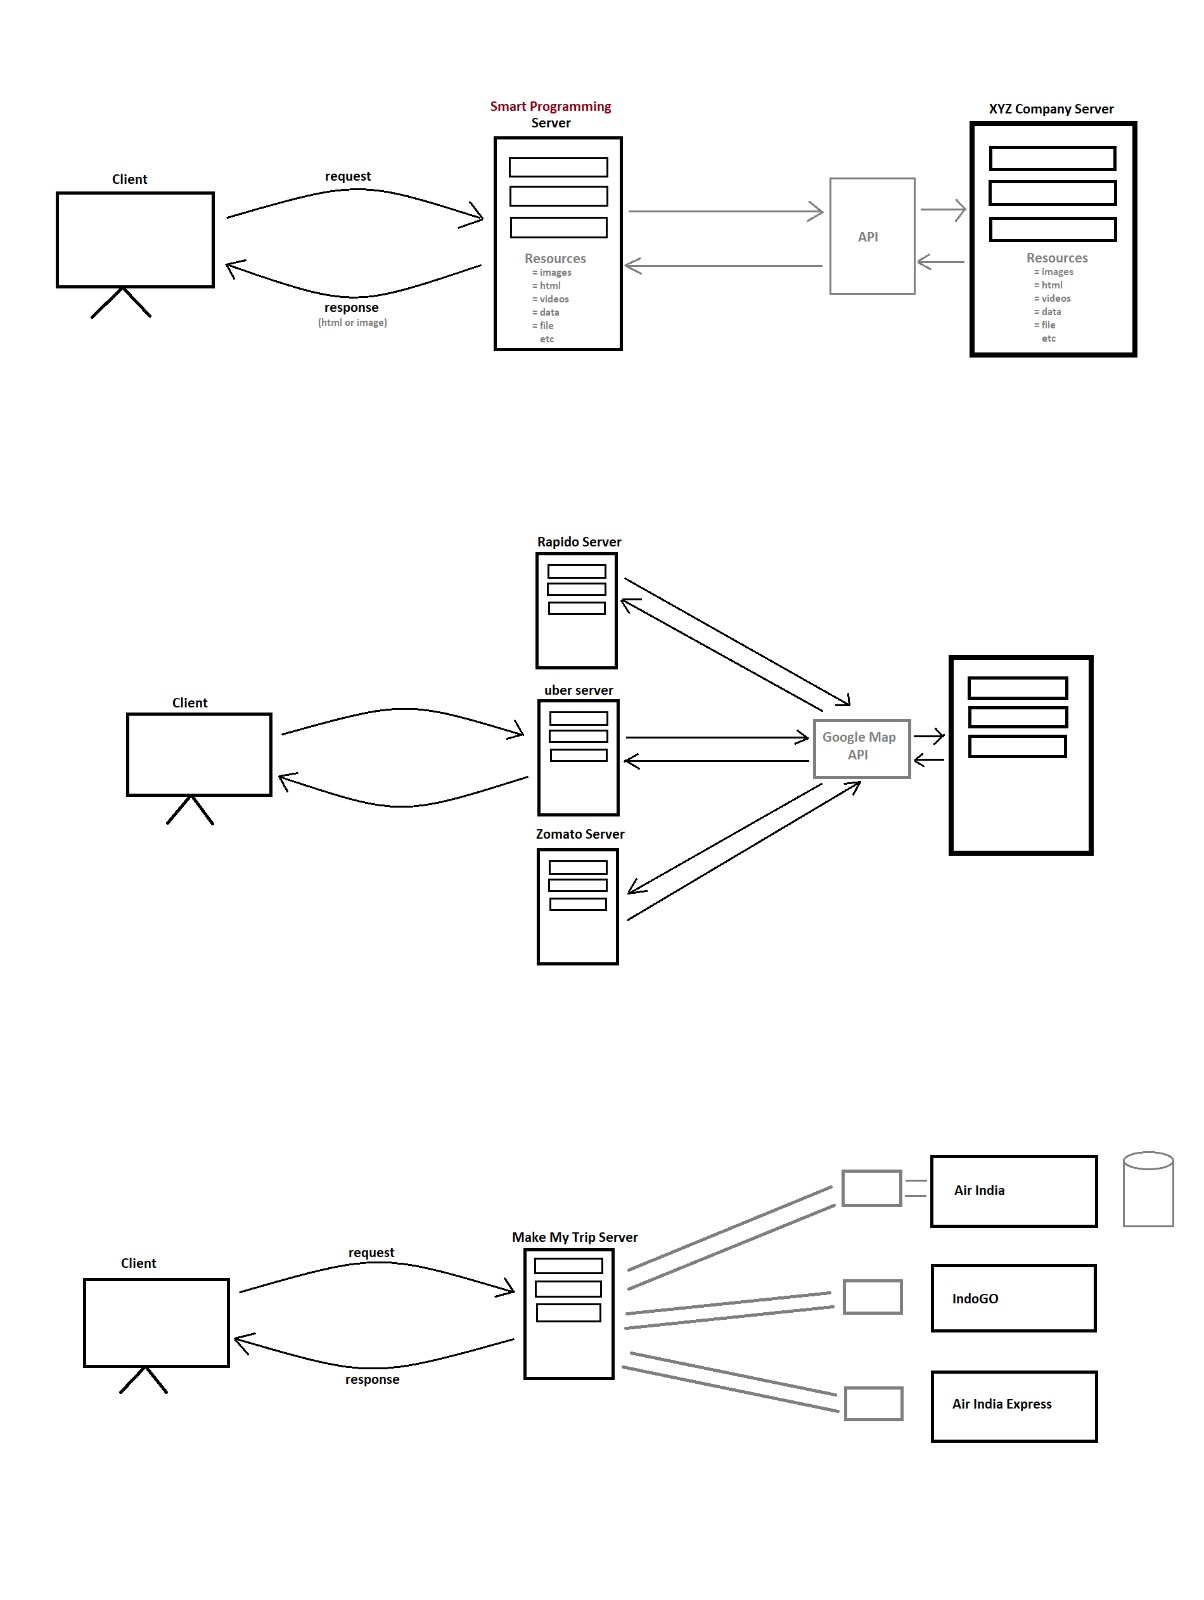 Smart Programming
Server
XYZ Company Server
Client
request
response
(html or image)
Resources
= images
= html
= videos
= data
= file
etc
API
Resources
= images
= html
= videos
= data
= file
etc
Rapido Server
Client
uber server
Google Map
API
Zomato Server
Client
request
response
Make My Trip Server
Air India
IndoGO
Air India Express